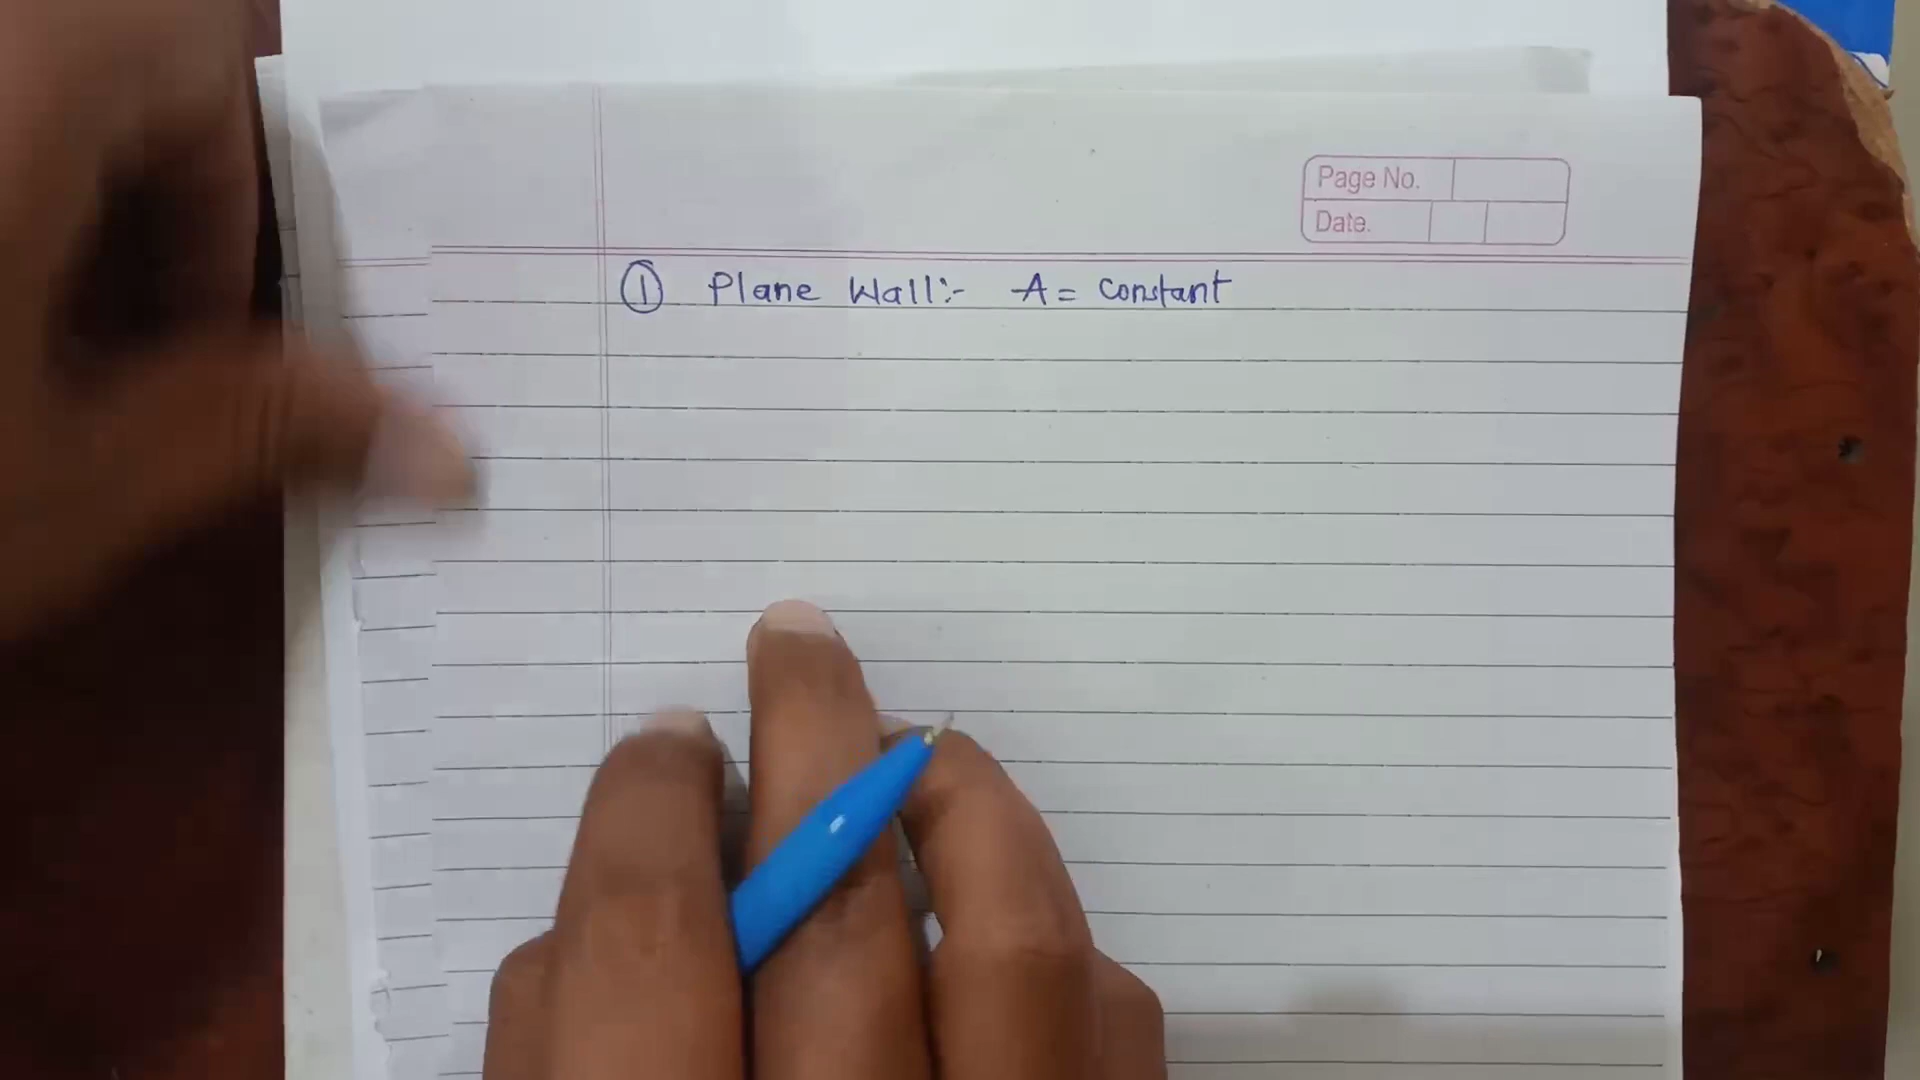 Page No.
Date.
① Plane Wall:- A = Constant